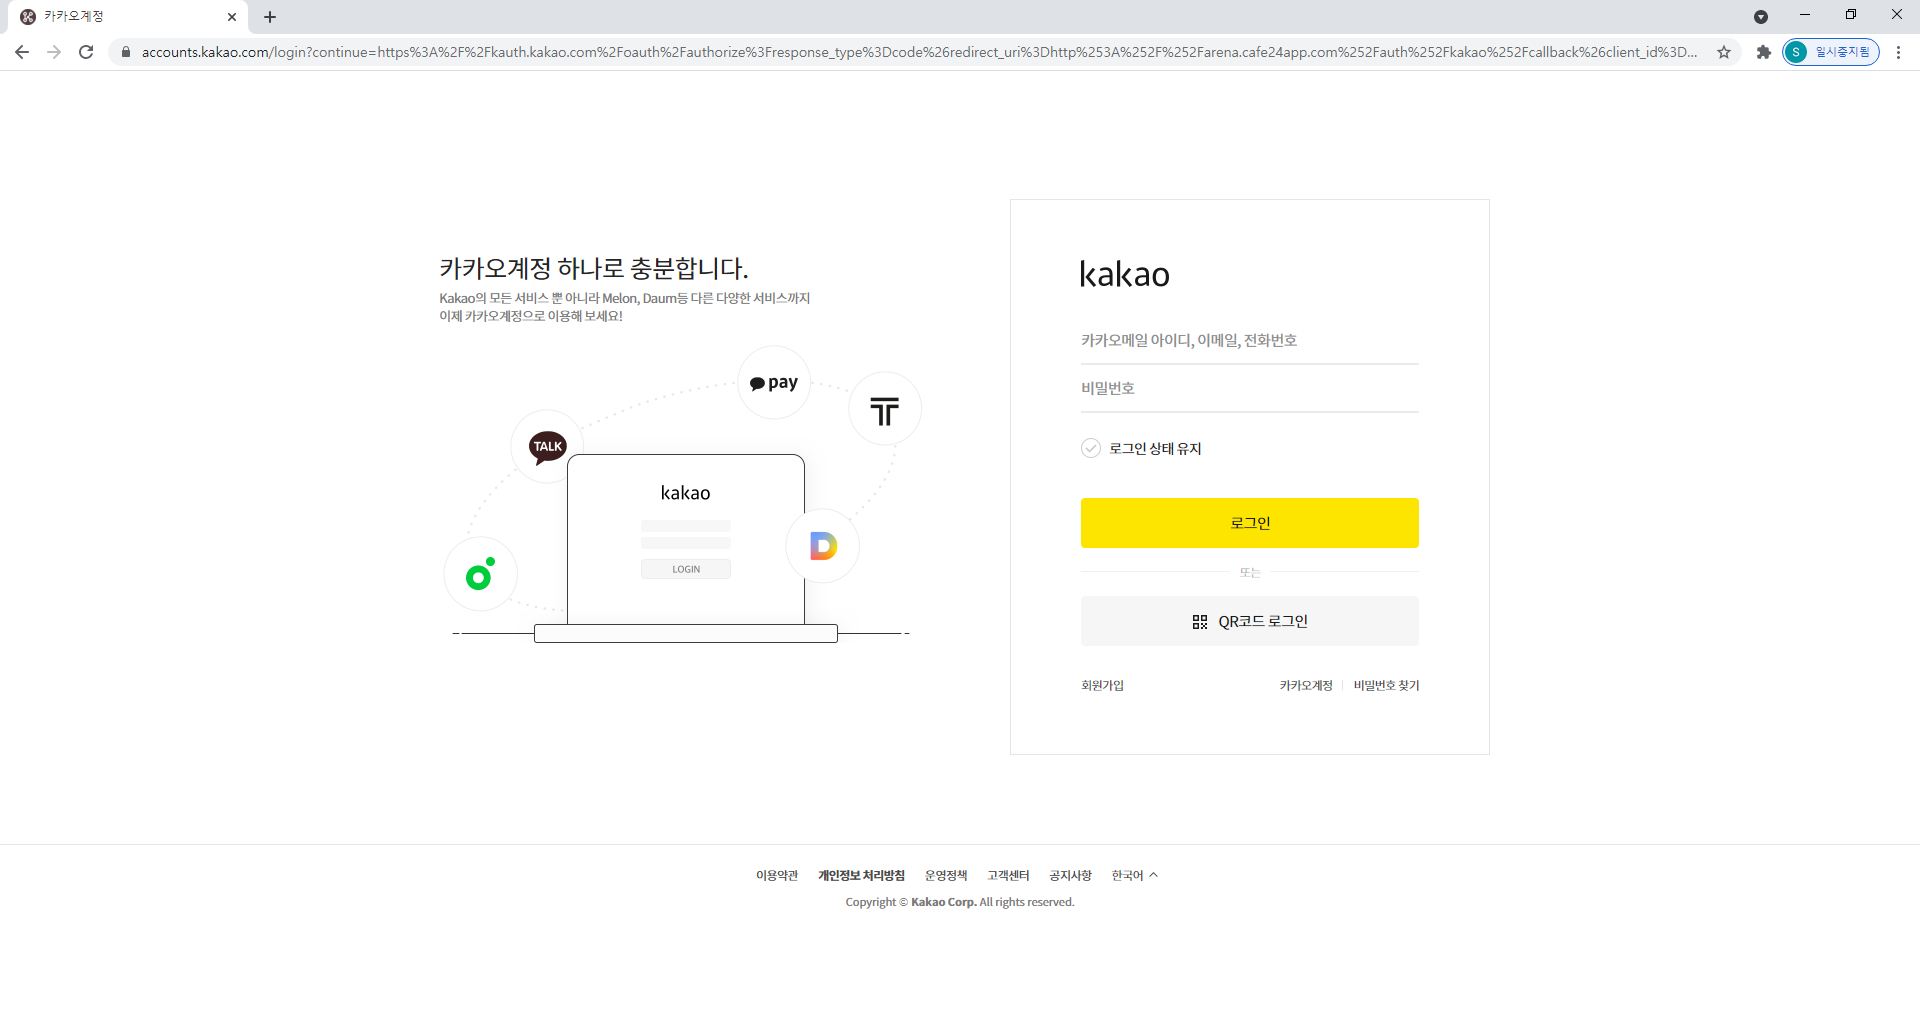 카카오계정
accounts.kakao.com/login?continue=https%3A%2F%2Fkauth.kakao.com%2Foauth%2Fauthorize%3Fresponse_type%3Dcode%26redirect_uri%3Dhttp%253A%252F%252Farena.cafe24app.com%252Fauth%252Fkakao%252Fcallback%26client_id%3D...
S 일시중지됨
카카오계정 하나로 충분합니다.
Kakao의 모든 서비스 뿐 아니라 Melon, Daum등 다른 다양한 서비스까지
이제 카카오계정으로 이용해 보세요!
pay
TALK
kakao
LOGIN
kakao
카카오메일 아이디, 이메일, 전화번호
비밀번호
로그인 상태 유지
로그인
또는
QR코드 로그인
회원가입 카카오계정 비밀번호 찾기
이용약관 개인정보 처리방침 운영정책 고객센터 공지사항 한국어
Copyright © Kakao Corp. All rights reserved.